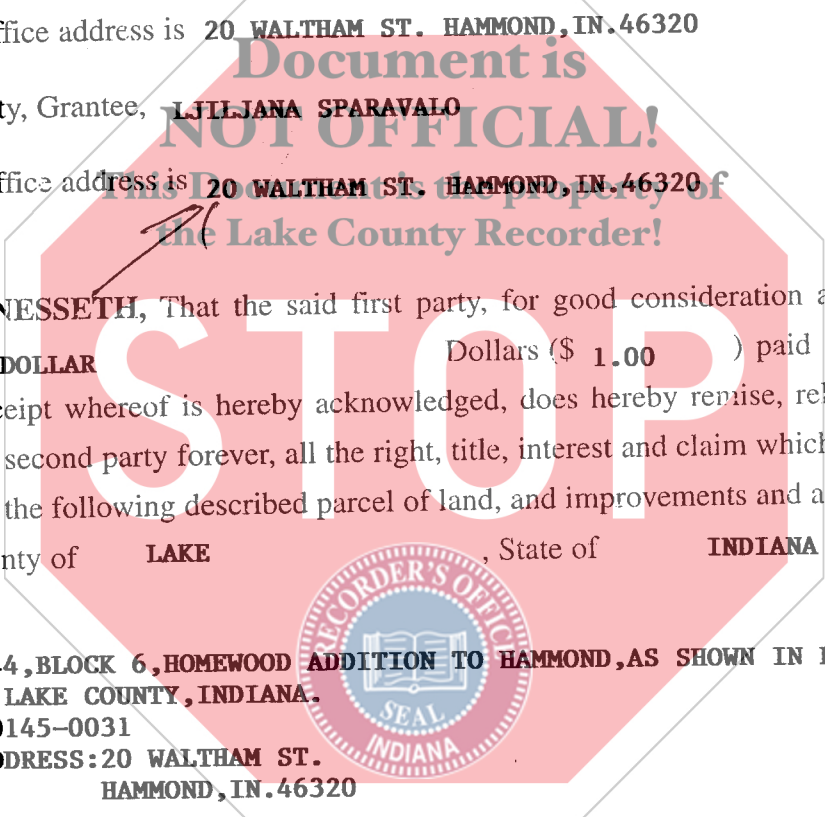 ffice address is 20 WALTHAM ST. HAMMOND,IN.46320
Document is
ty, Grantee, LJILJANA SPARAVALO
NOT OFFICIAL!
ffice address is 20 WALTHAM ST. HAMMOND,IN.46320
This Document is the property of
the Lake County Recorder!
NESSETH, That the said first party, for good consideration a
DOLLAR Dollars ($ 1.00 ) paid
ceipt whereof is hereby acknowledged, does hereby remise, rel
second party forever, all the right, title, interest and claim which
the following described parcel of land, and improvements and a
nty of LAKE , State of INDIANA
STOP
RECORDER'S OFFICE
4,BLOCK 6,HOMEWOOD ADDITION TO HAMMOND,AS SHOWN IN
LAKE COUNTY,INDIANA.
SEAL
0145-0031
INDIANA
DDRESS:20 WALTHAM ST.
HAMMOND,IN.46320